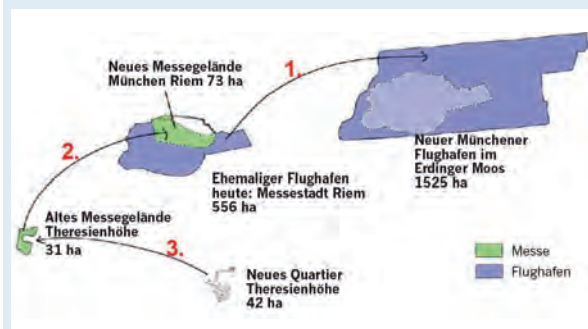 Neues Messegelände
München Riem 73 ha
1.
2.
Neuer Münchener
Flughafen im
Erdinger Moos
1525 ha
Ehemaliger Flughafen
heute: Messestadt Riem
556 ha
Altes Messegelände
Theresienhöhe
31 ha
3.
Neues Quartier
Theresienhöhe
42 ha
Messe
Flughafen